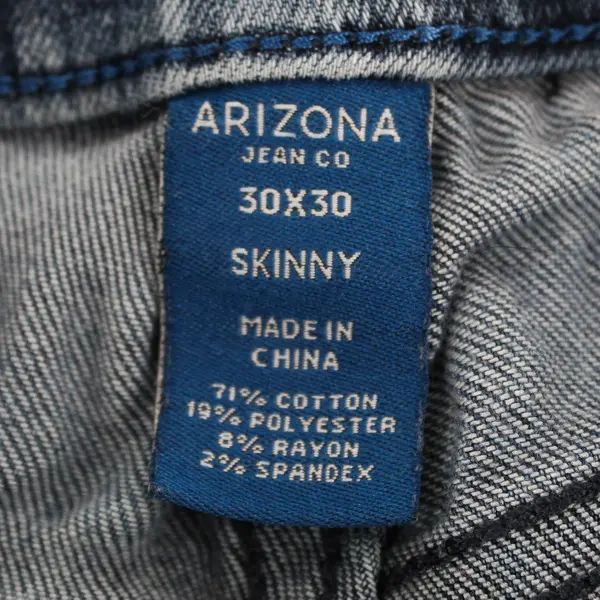 ARIZONA
JEAN CO
30X30
SKINNY
MADE IN
CHINA
71% COTTON
19% POLYESTER
8% RAYON
2% SPANDEX